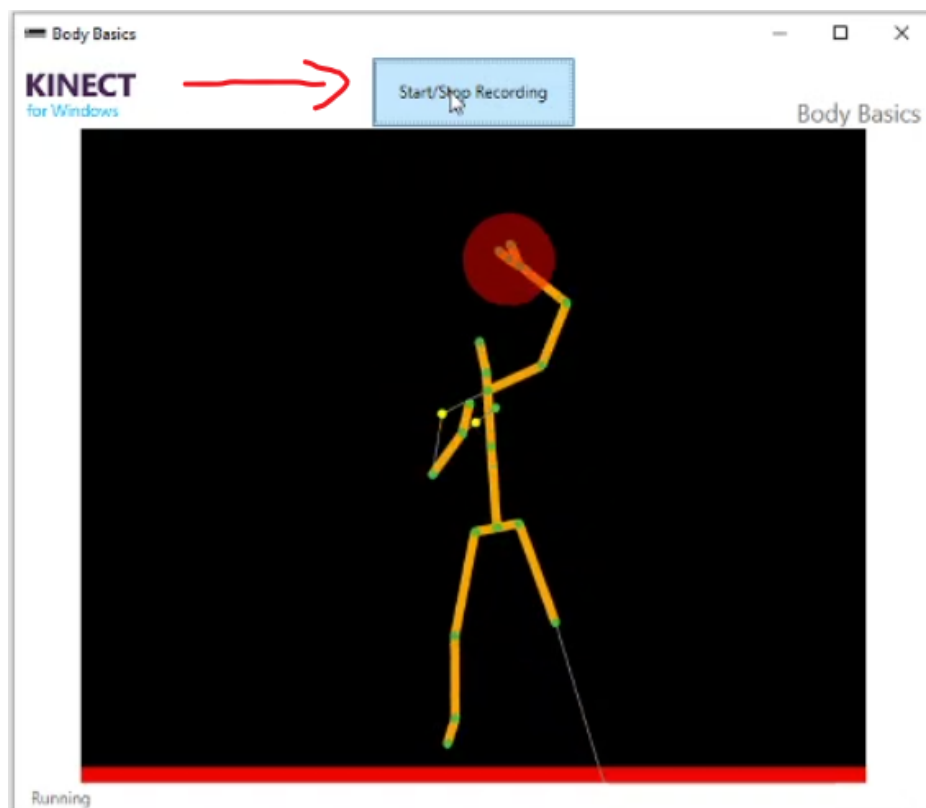 Body Basics
KINECT
for Windows
Start/Stop Recording
Body Basics
Running